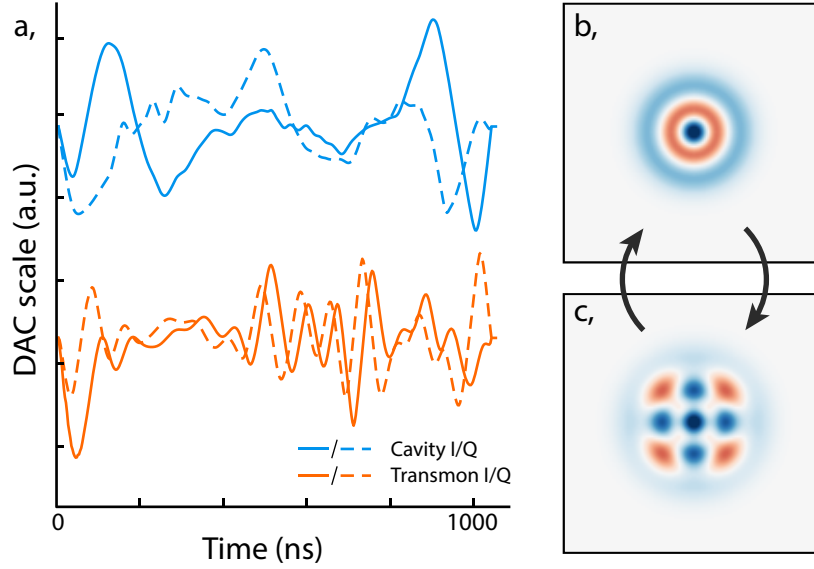 a,
DAC scale (a.u.)
/ Cavity I/Q
/ Transmon I/Q
0
1000
Time (ns)
b,
c,